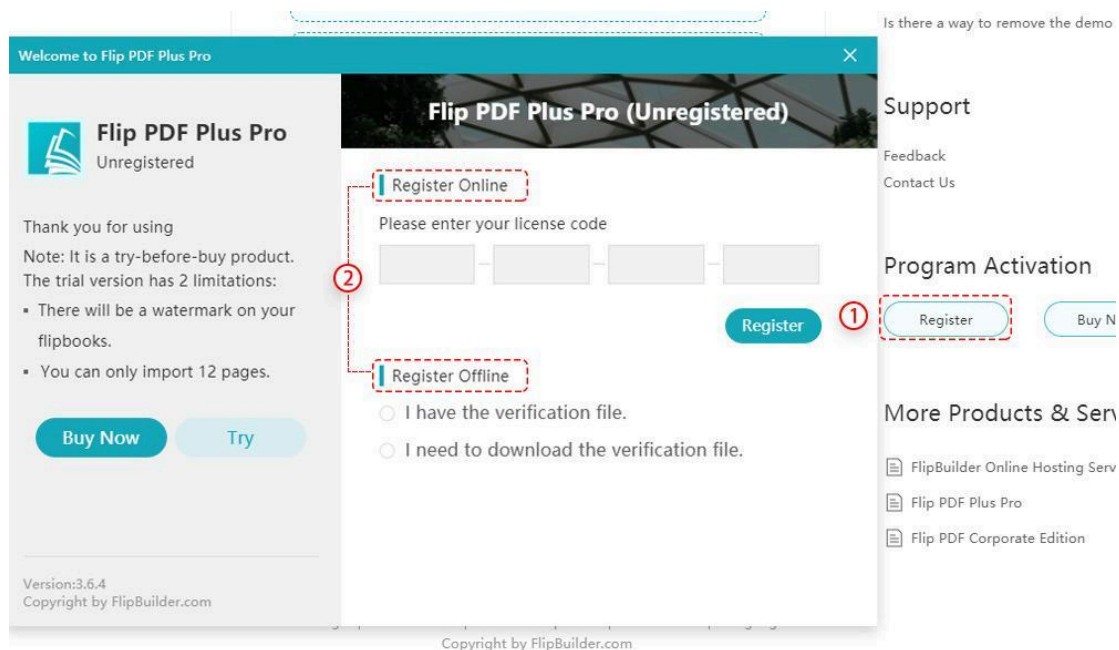 Is there a way to remove the demo
Welcome to Flip PDF Plus Pro
Flip PDF Plus Pro
Unregistered
Thank you for using
Note: It is a try-before-buy product.
The trial version has 2 limitations:
▪ There will be a watermark on your
flipbooks.
▪ You can only import 12 pages.
Buy Now
Try
Version:3.6.4
Copyright by FlipBuilder.com
Flip PDF Plus Pro (Unregistered)
②
Register Online
Please enter your license code
Register
Register Offline
I have the verification file.
I need to download the verification file.
Support
Feedback
Contact Us
Program Activation
①
Register
Buy N
More Products & Serv
FlipBuilder Online Hosting Serv
Flip PDF Plus Pro
Flip PDF Corporate Edition
Copyright by FlipBuilder.com